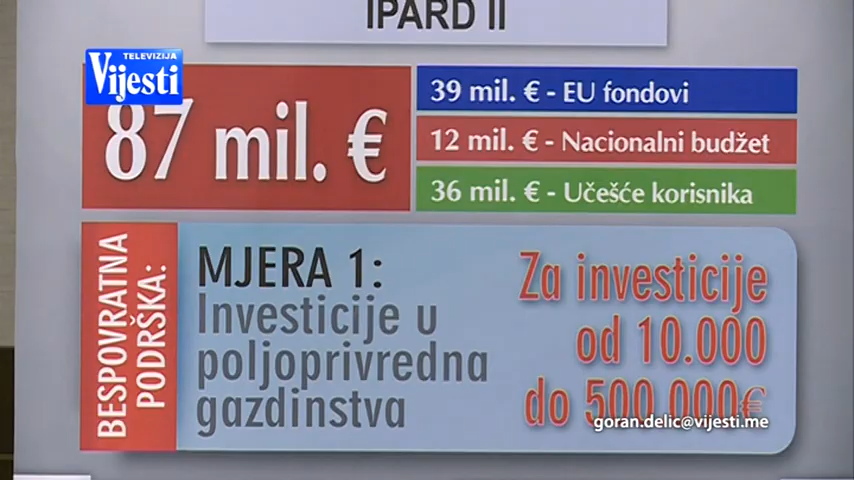 IPARD II
TELEVIZIJA
Vijesti
87 mil. €
39 mil. € - EU fondovi
12 mil. € - Nacionalni budžet
36 mil. € - Učešće korisnika
BESPOVRATNA
PODRŠKA:
MJERA 1:
Investicije u
poljoprivredna
gazdinstva
Za investicije
od 10.000
do 500.000€
goran.delic@vijesti.me